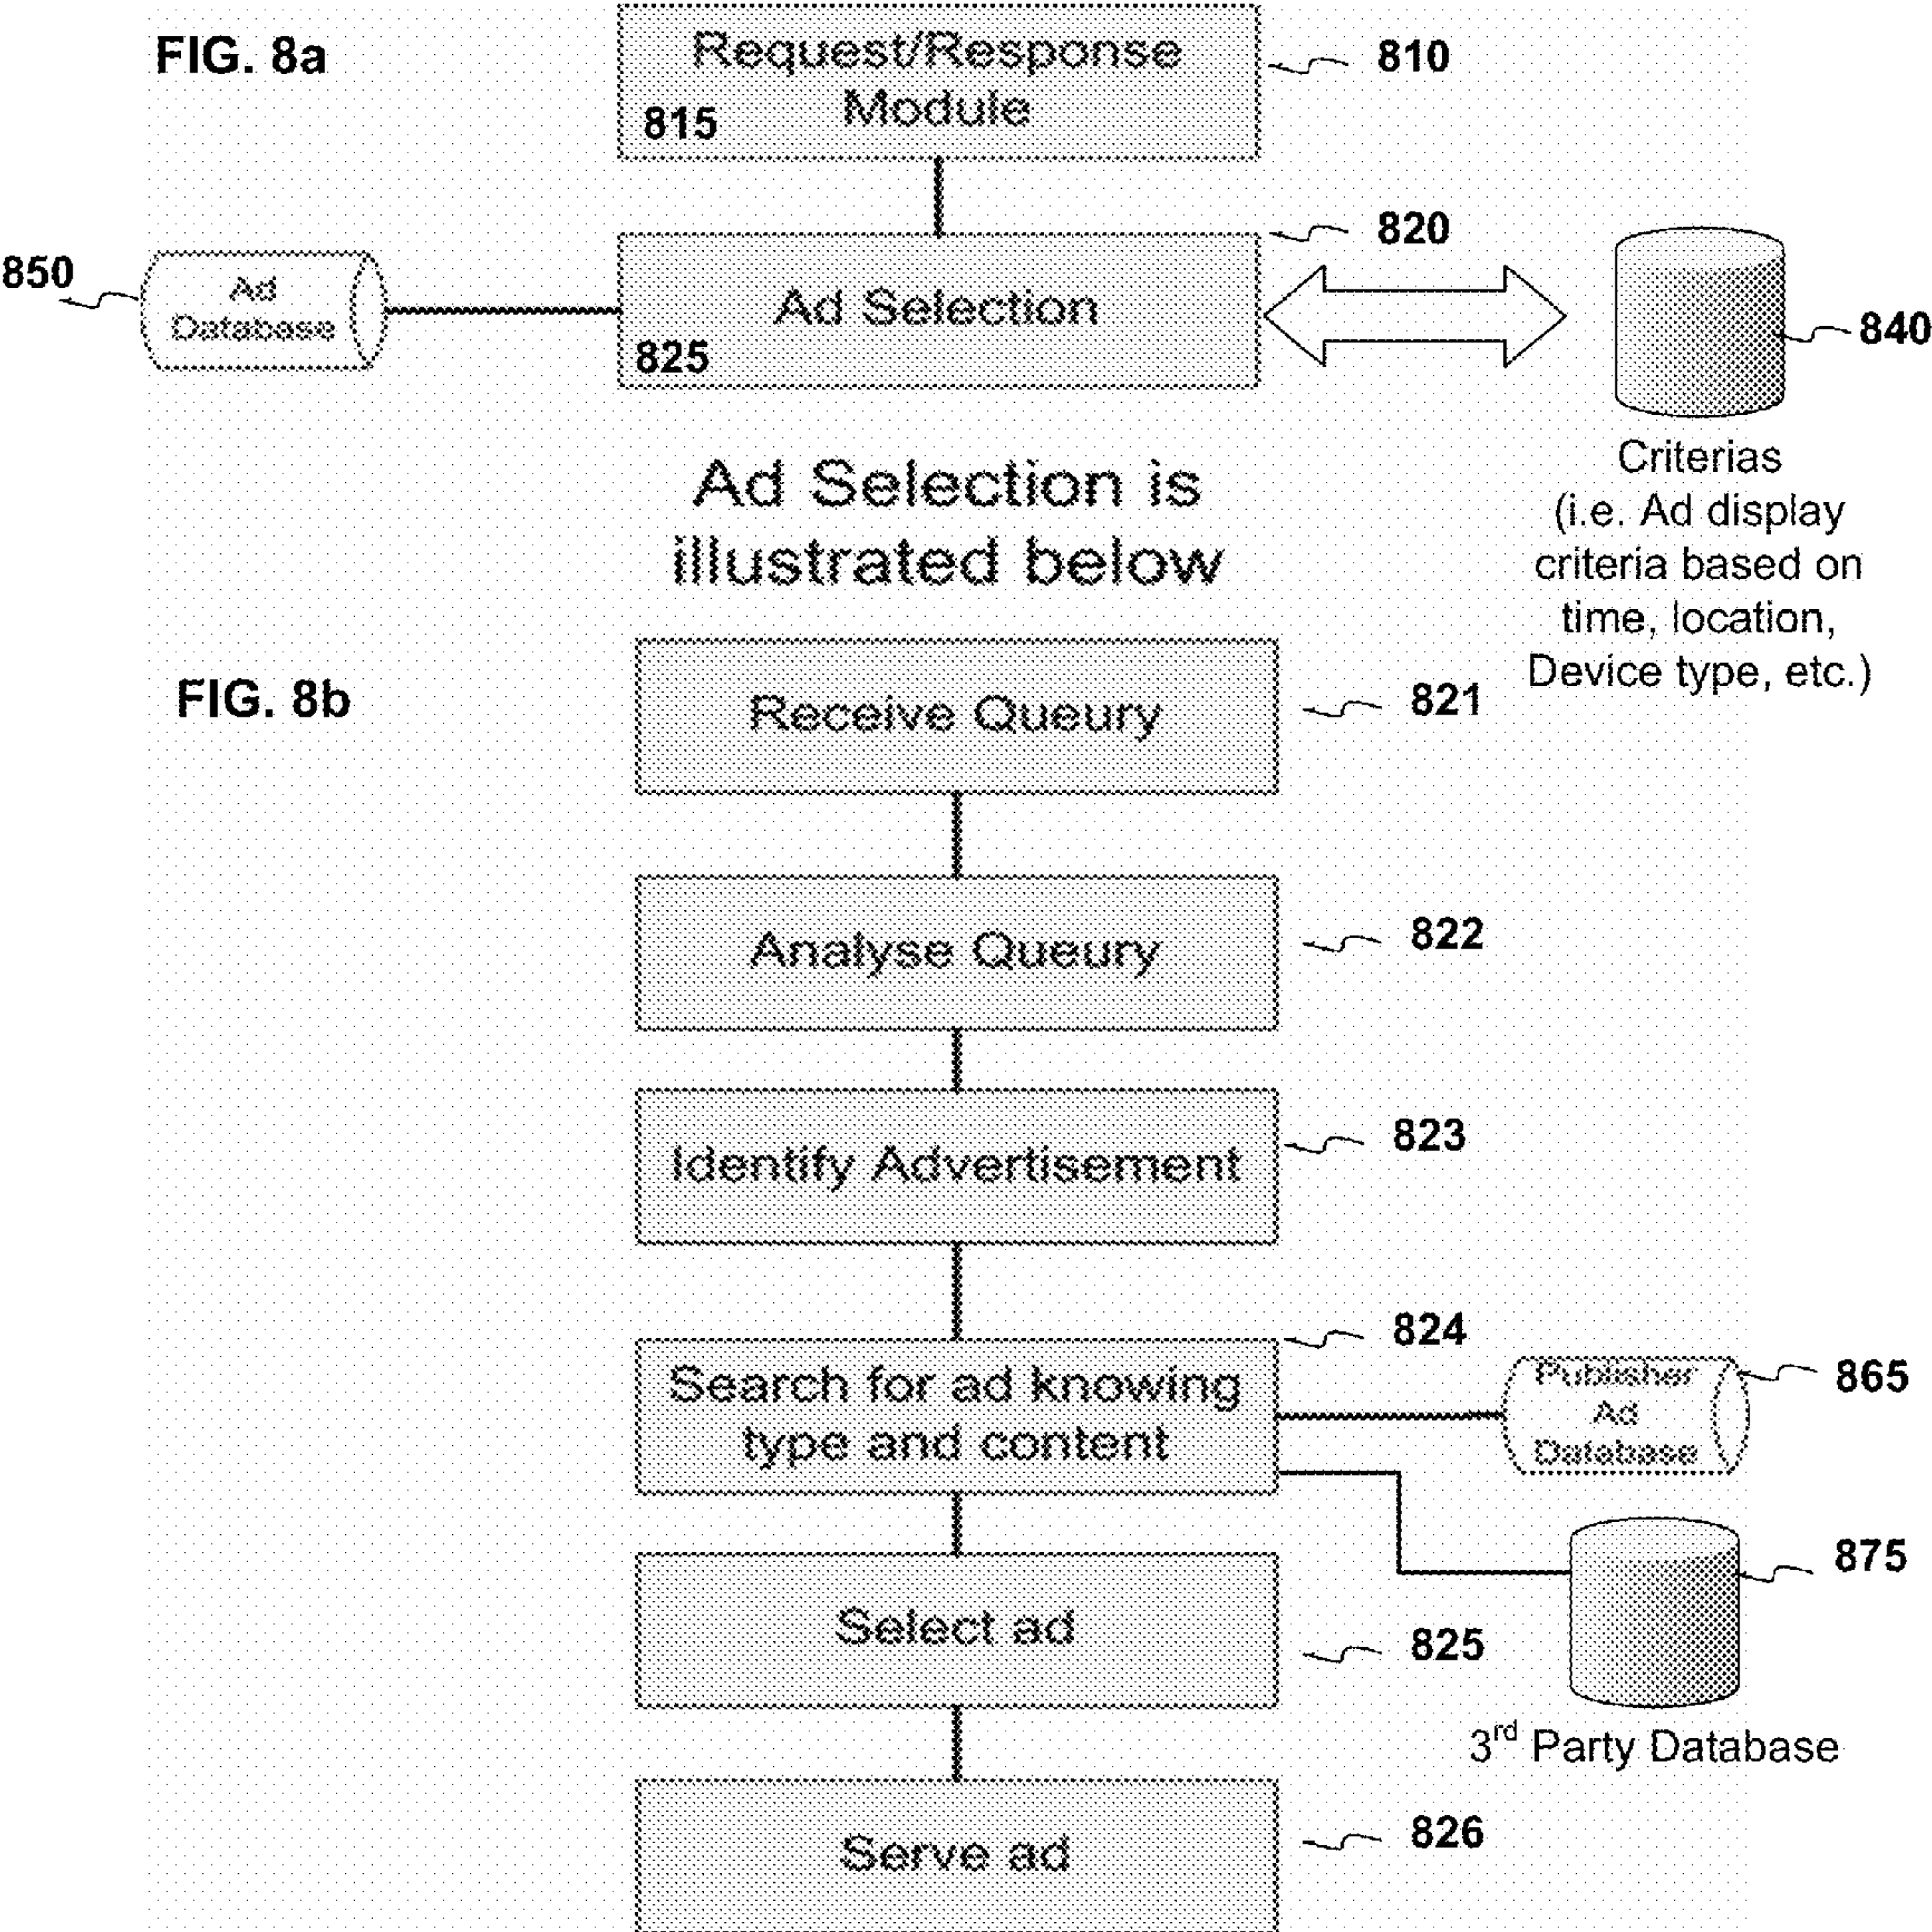 FIG. 8a
Request/Response
Module
815
810
820
850
Ad
Database
Ad Selection
825
840
Criterias
(i.e. Ad display
criteria based on
time, location,
Device type, etc.)
Ad Selection is
illustrated below
FIG. 8b
Receive Queury
821
Analyse Queury
822
Identify Advertisement
823
Search for ad knowing
type and content
824
Publisher
Ad
Database
865
875
3rd Party Database
Select ad
825
Serve ad
826